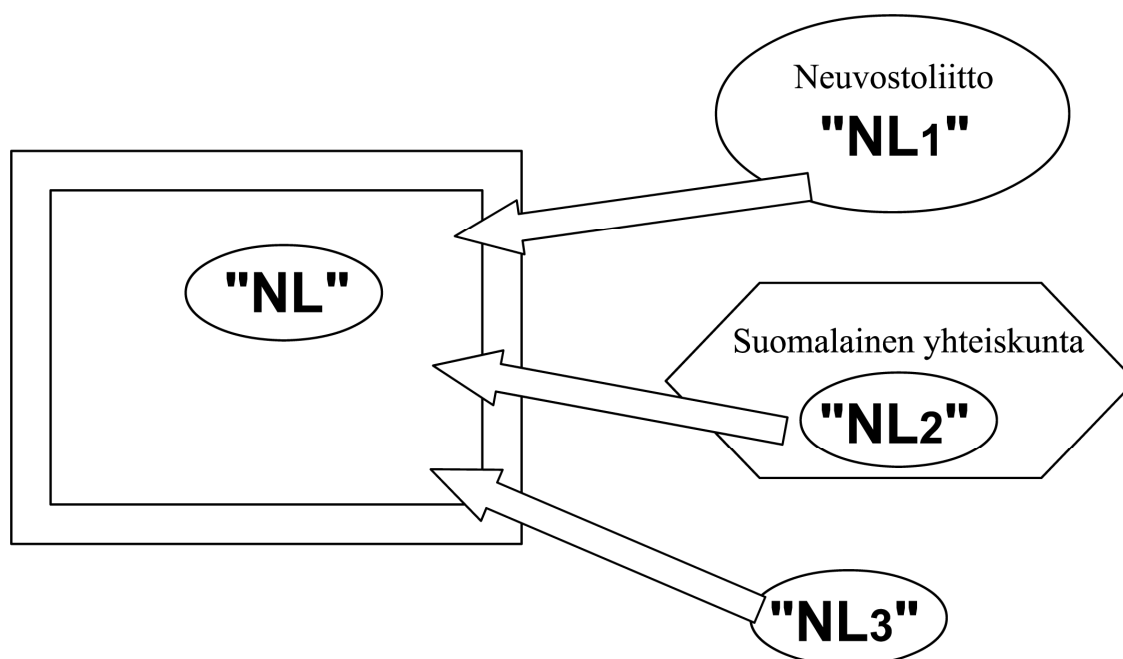 Neuvostoliitto
"NL1"
"NL"
Suomalainen yhteiskunta
"NL2"
"NL3"